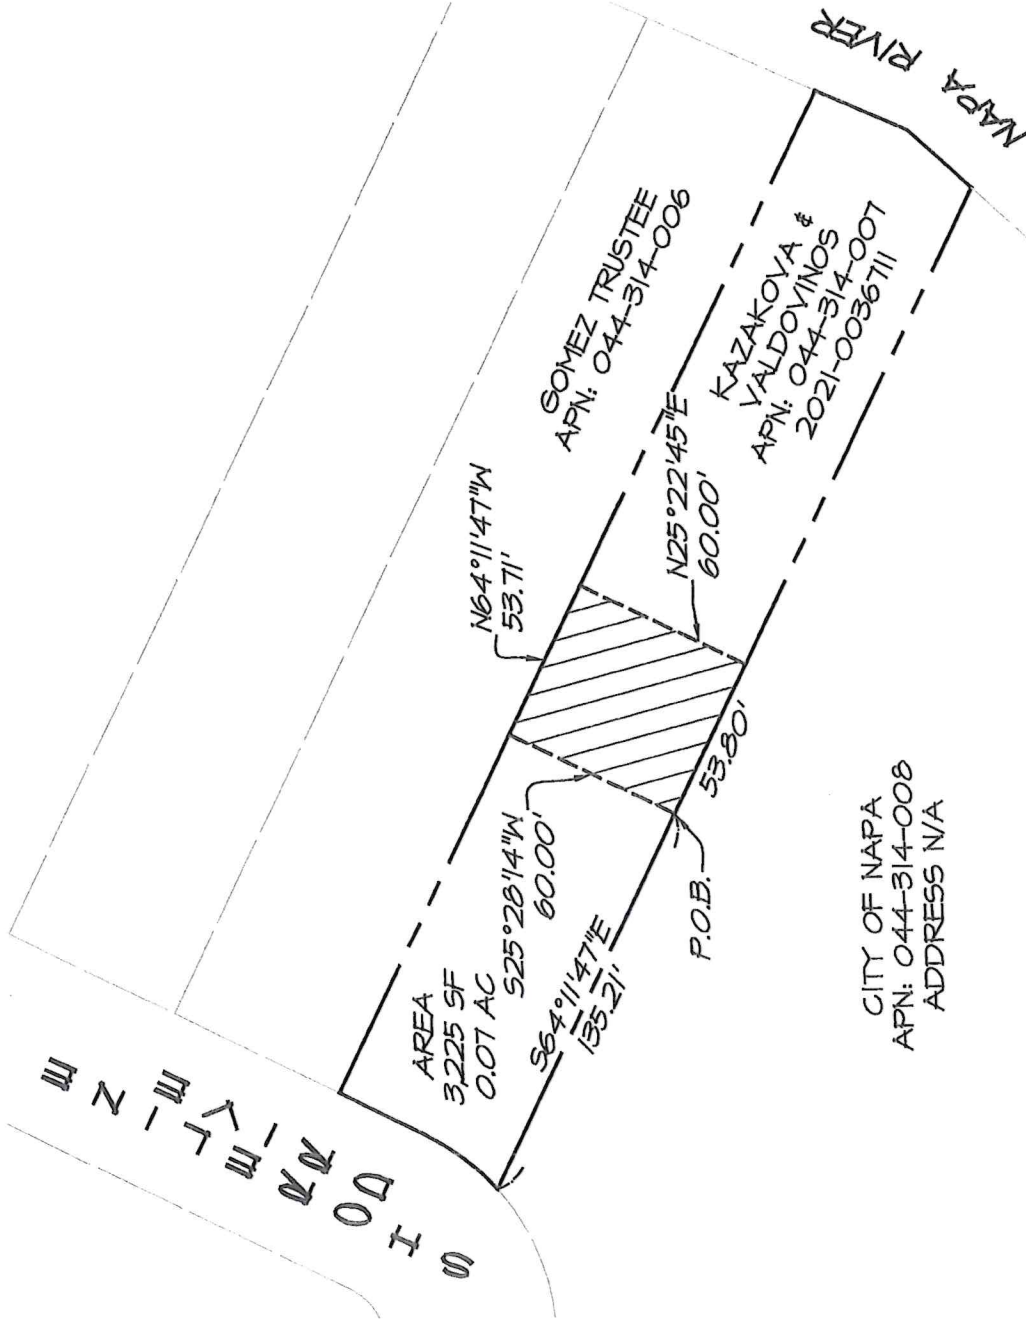 NAPA RIVER
GOMEZ TRUSTEE
APN: 044-314-006
KAZAKOVA &
VALDOVINOS
APN: 044-314-007
2021-0036711
N64°11'47"W
53.71'
N25°22'45"E
60.00'
53.80'
S25°28'14"W
60.00'
AREA
3,225 SF
0.07 AC
S64°11'47"E
135.21'
P.O.B.
CITY OF NAPA
APN: 044-314-008
ADDRESS N/A
SHORELINE
DRIVE